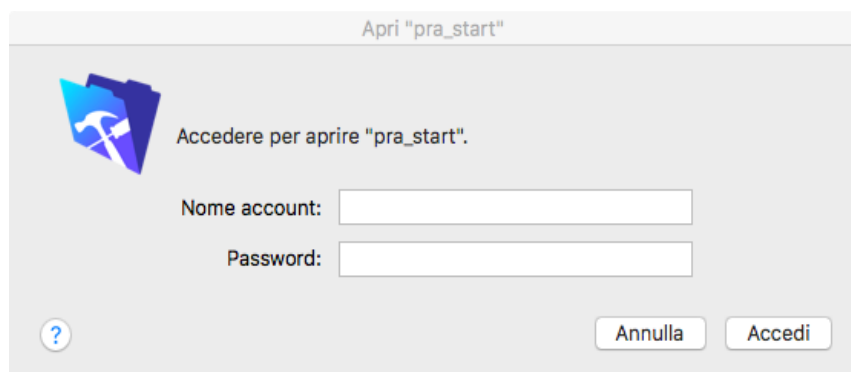 Apri "pra_start"
Accedere per aprire "pra_start".
Nome account:
Password:
?
Annulla
Accedi